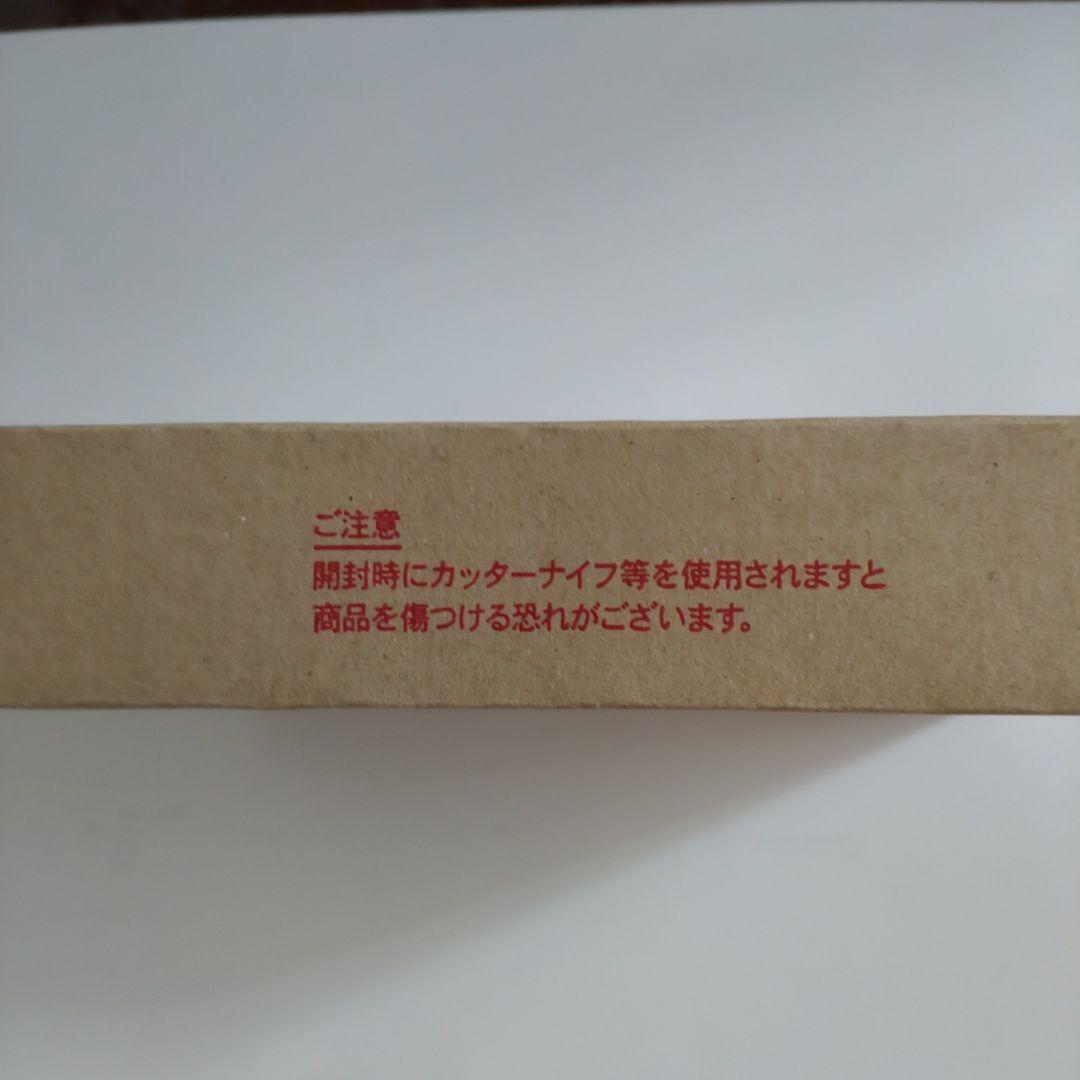 ご注意
開封時にカッターナイフ等を使用されますと
商品を傷つける恐れがございます。